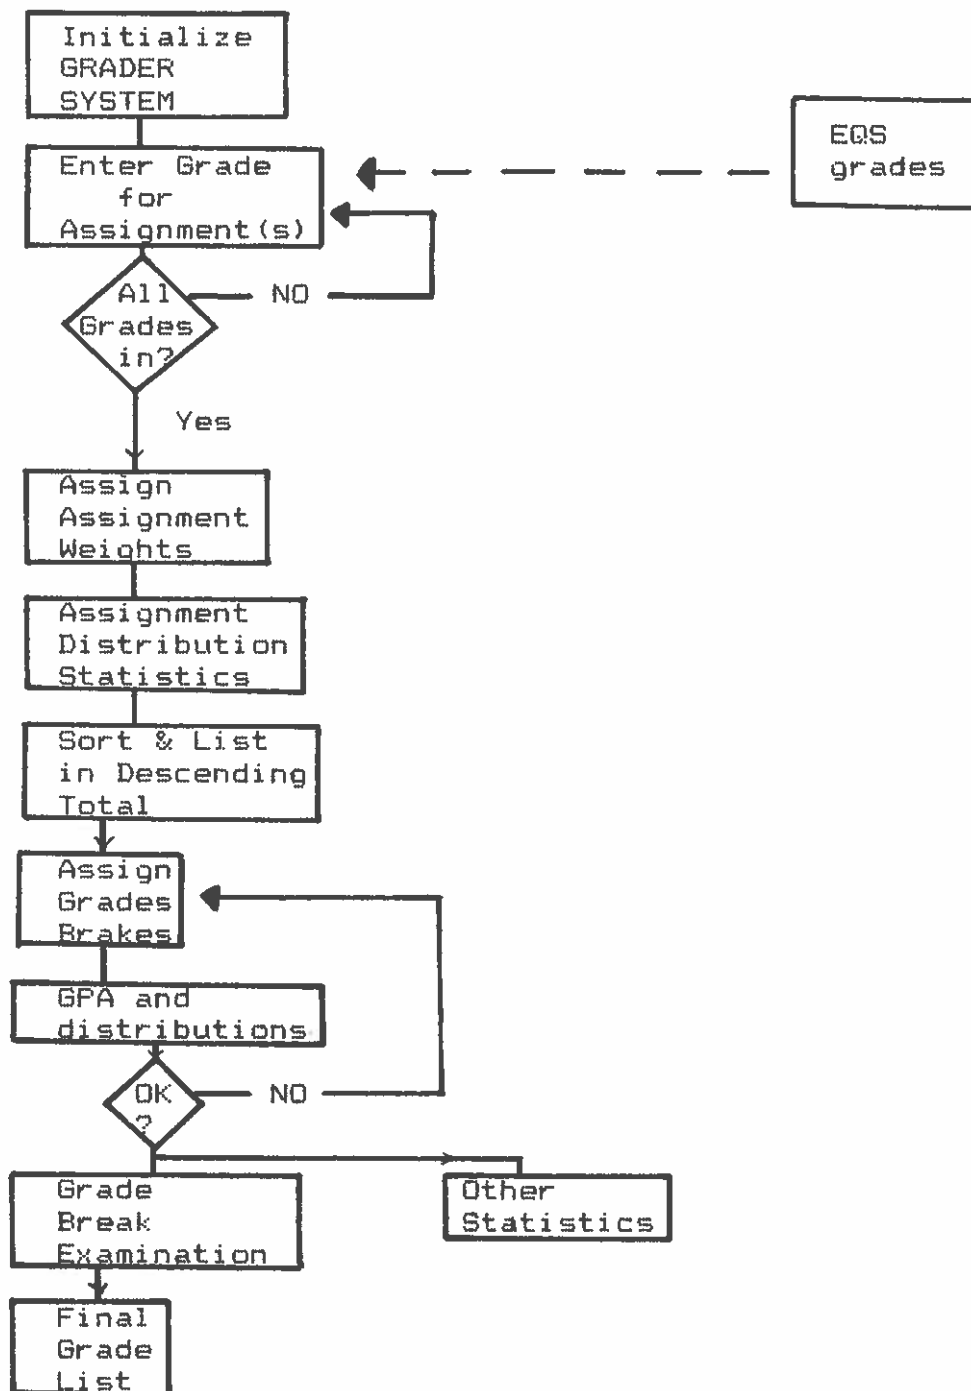 Initialize
GRADER
SYSTEM
EQS
grades
Enter Grade
for
Assignment(s)
All
Grades
in?
NO
Yes
Assign
Assignment
Weights
Assignment
Distribution
Statistics
Sort & List
in Descending
Total
Assign
Grades
Brakes
GPA and
distributions
OK
?
NO
Grade
Break
Examination
Other
Statistics
Final
Grade
List